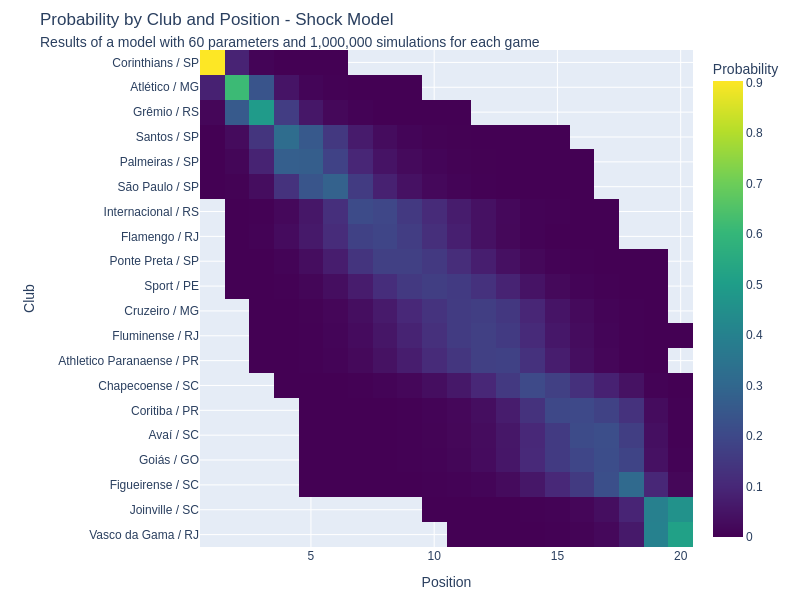 Probability by Club and Position - Shock Model
Results of a model with 60 parameters and 1,000,000 simulations for each game
Probability
0.9
0.8
0.7
0.6
0.5
0.4
0.3
0.2
0.1
0
Club
Corinthians / SP
Atlético / MG
Grêmio / RS
Santos / SP
Palmeiras / SP
São Paulo / SP
Internacional / RS
Flamengo / RJ
Ponte Preta / SP
Sport / PE
Cruzeiro / MG
Fluminense / RJ
Athletico Paranaense / PR
Chapecoense / SC
Coritiba / PR
Avaí / SC
Goiás / GO
Figueirense / SC
Joinville / SC
Vasco da Gama / RJ
5 10 15 20
Position